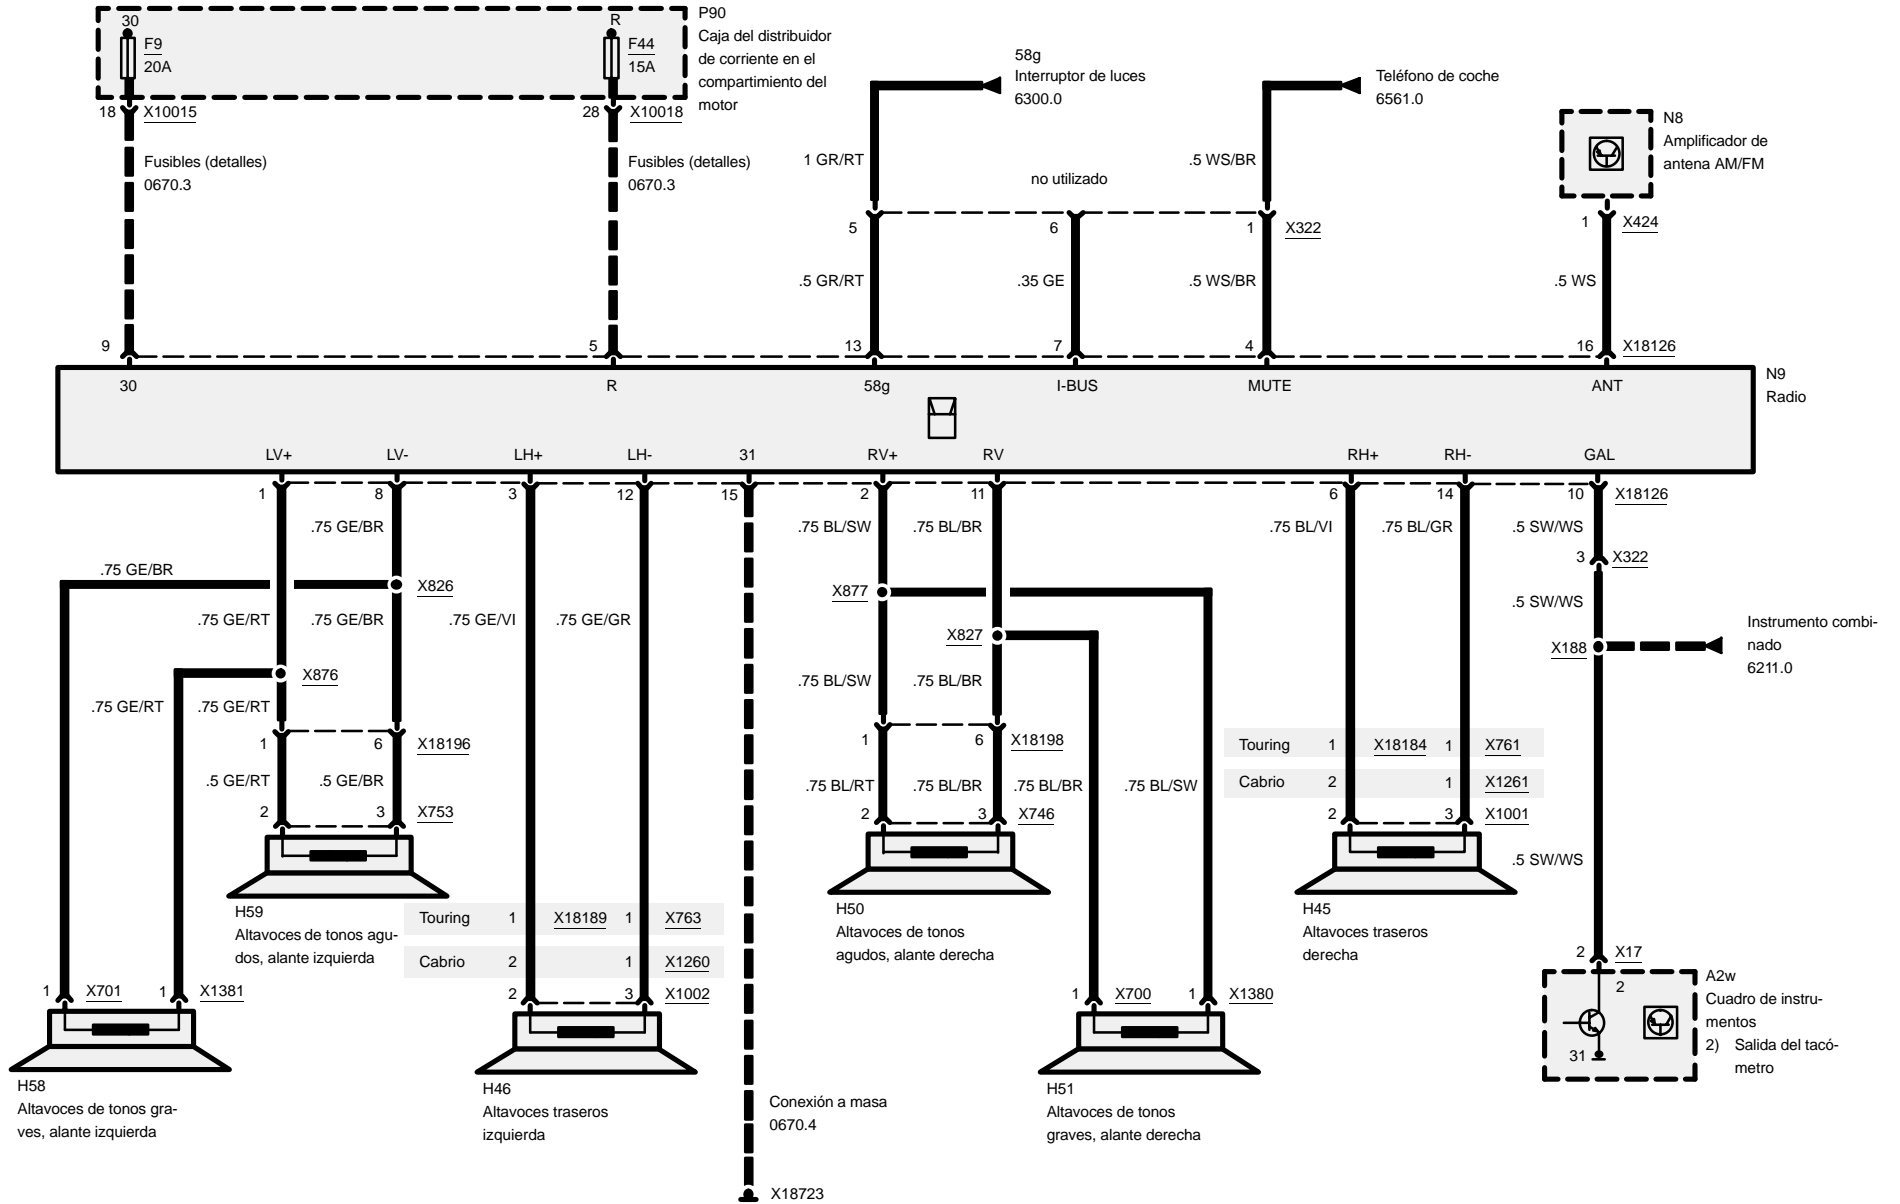 30
F9
20A
R
F44
15A
P90
Caja del distribuidor
de corriente en el
compartimiento del
motor
18
X10015
28
X10018
Fusibles (detalles)
0670.3
Fusibles (detalles)
0670.3
58g
Interruptor de luces
6300.0
Teléfono de coche
6561.0
N8
Amplificador de
antena AM/FM
1 GR/RT
no utilizado
.5 WS/BR
5
6
1
X322
1
X424
.5 GR/RT
.35 GE
.5 WS/BR
.5 WS
9
5
13
7
4
16
X18126
30
R
58g
I-BUS
MUTE
ANT
N9
Radio
LV+
LV-
LH+
LH-
31
RV+
RV
RH+
RH-
GAL
1
8
3
12
15
2
11
6
14
10
X18126
.75 GE/BR
.75 BL/SW
.75 BL/BR
.75 BL/VI
.75 BL/GR
.5 SW/WS
3
X322
.75 GE/BR
X826
X877
.5 SW/WS
.75 GE/RT
.75 GE/BR
.75 GE/VI
.75 GE/GR
X827
X188
Instrumento combi-
nado
6211.0
X876
.75 GE/RT
.75 GE/RT
.75 BL/SW
.75 BL/BR
1
6
X18196
1
6
X18198
Touring
1
X18184
1
X761
.5 GE/RT
.5 GE/BR
.75 BL/RT
.75 BL/BR
.75 BL/BR
.75 BL/SW
Cabrio
2
1
X1261
2
3
X753
2
3
X746
2
3
X1001
.5 SW/WS
H59
Altavoces de tonos agu-
dos, alante izquierda
Touring
1
X18189
1
X763
Cabrio
2
1
X1260
H50
Altavoces de tonos
agudos, alante derecha
H45
Altavoces traseros
derecha
2
X17
1
X701
1
X1381
2
3
X1002
1
X700
1
X1380
2
31
A2w
Cuadro de instru-
mentos
2) Salida del tacó-
metro
H58
Altavoces de tonos gra-
ves, alante izquierda
H46
Altavoces traseros
izquierda
Conexión a masa
0670.4
H51
Altavoces de tonos
graves, alante derecha
X18723